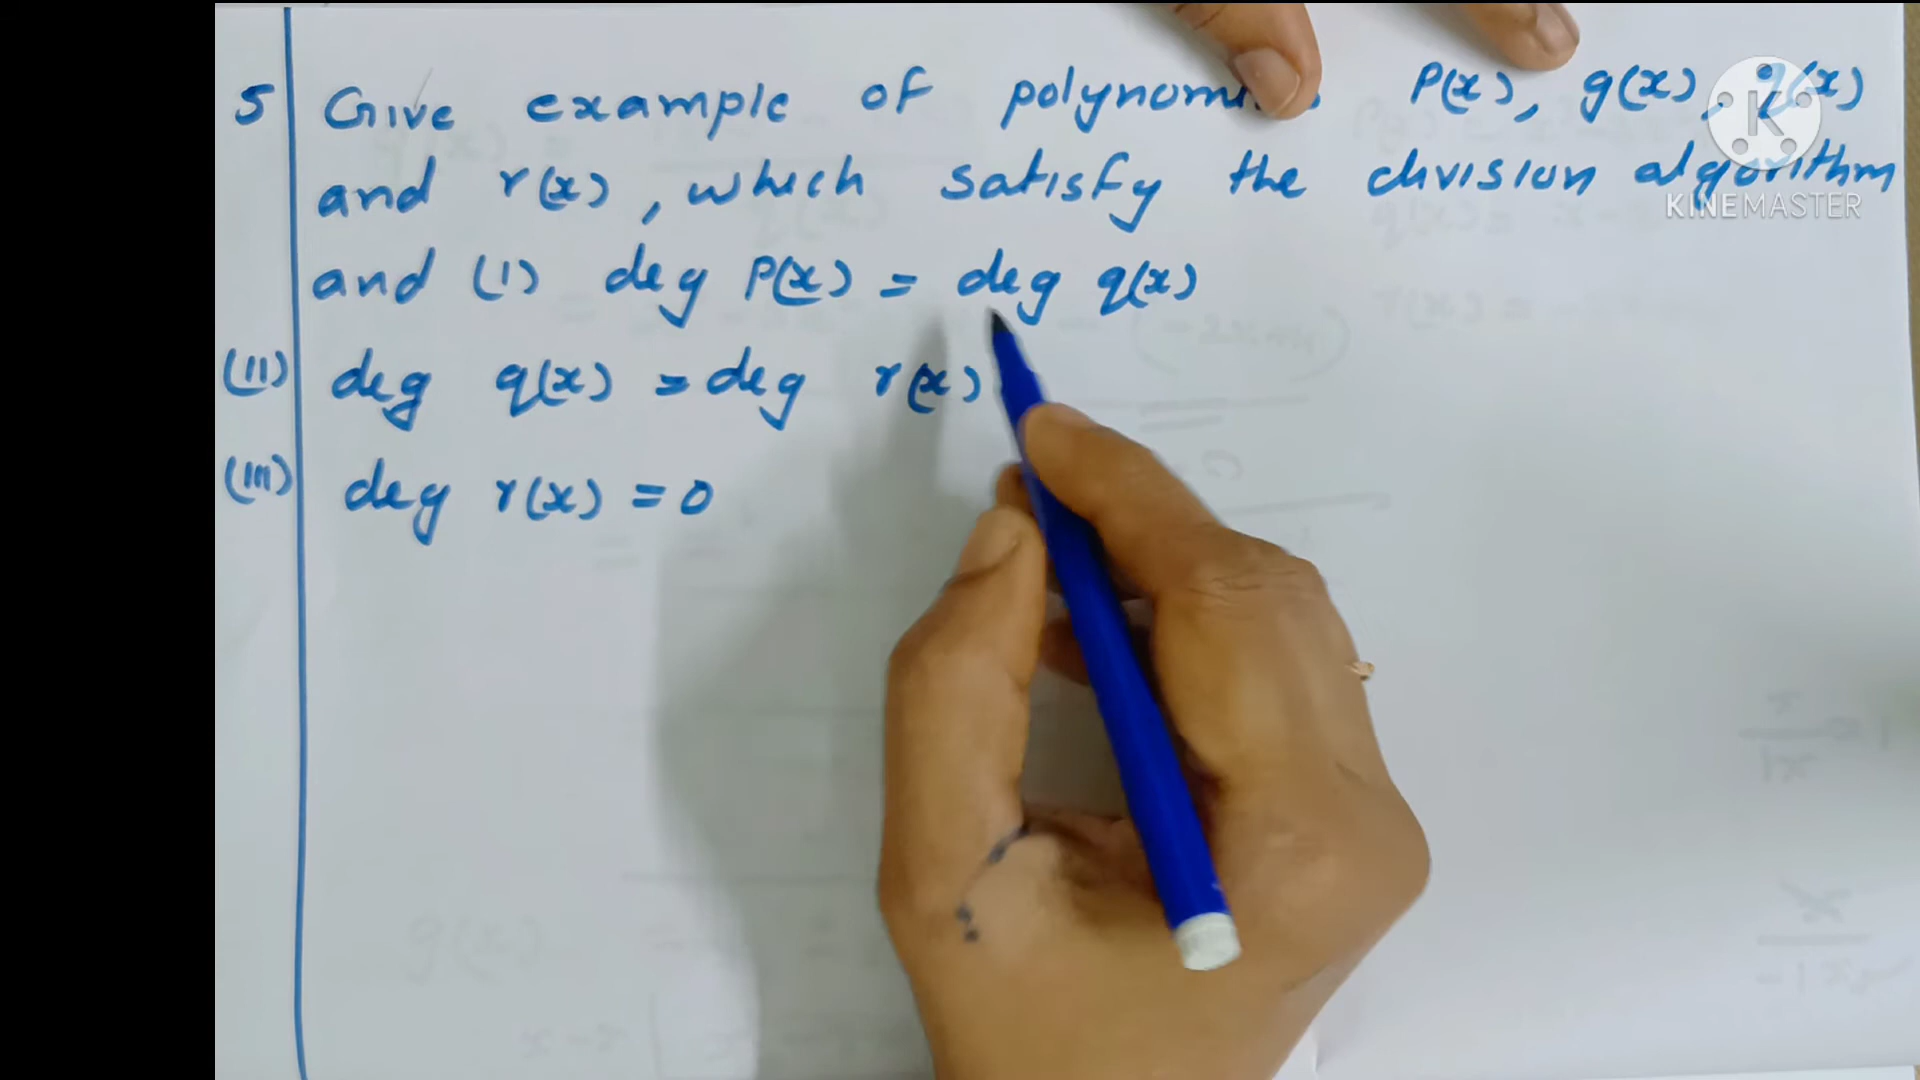 5 Give example of P(x), g(x), q(x)
and r(x), which satisfy the division algorithm
and (i) deg P(x) = deg q(x)
(ii) deg q(x) = deg r(x)
(iii) deg r(x) = 0
K
KINEMASTER